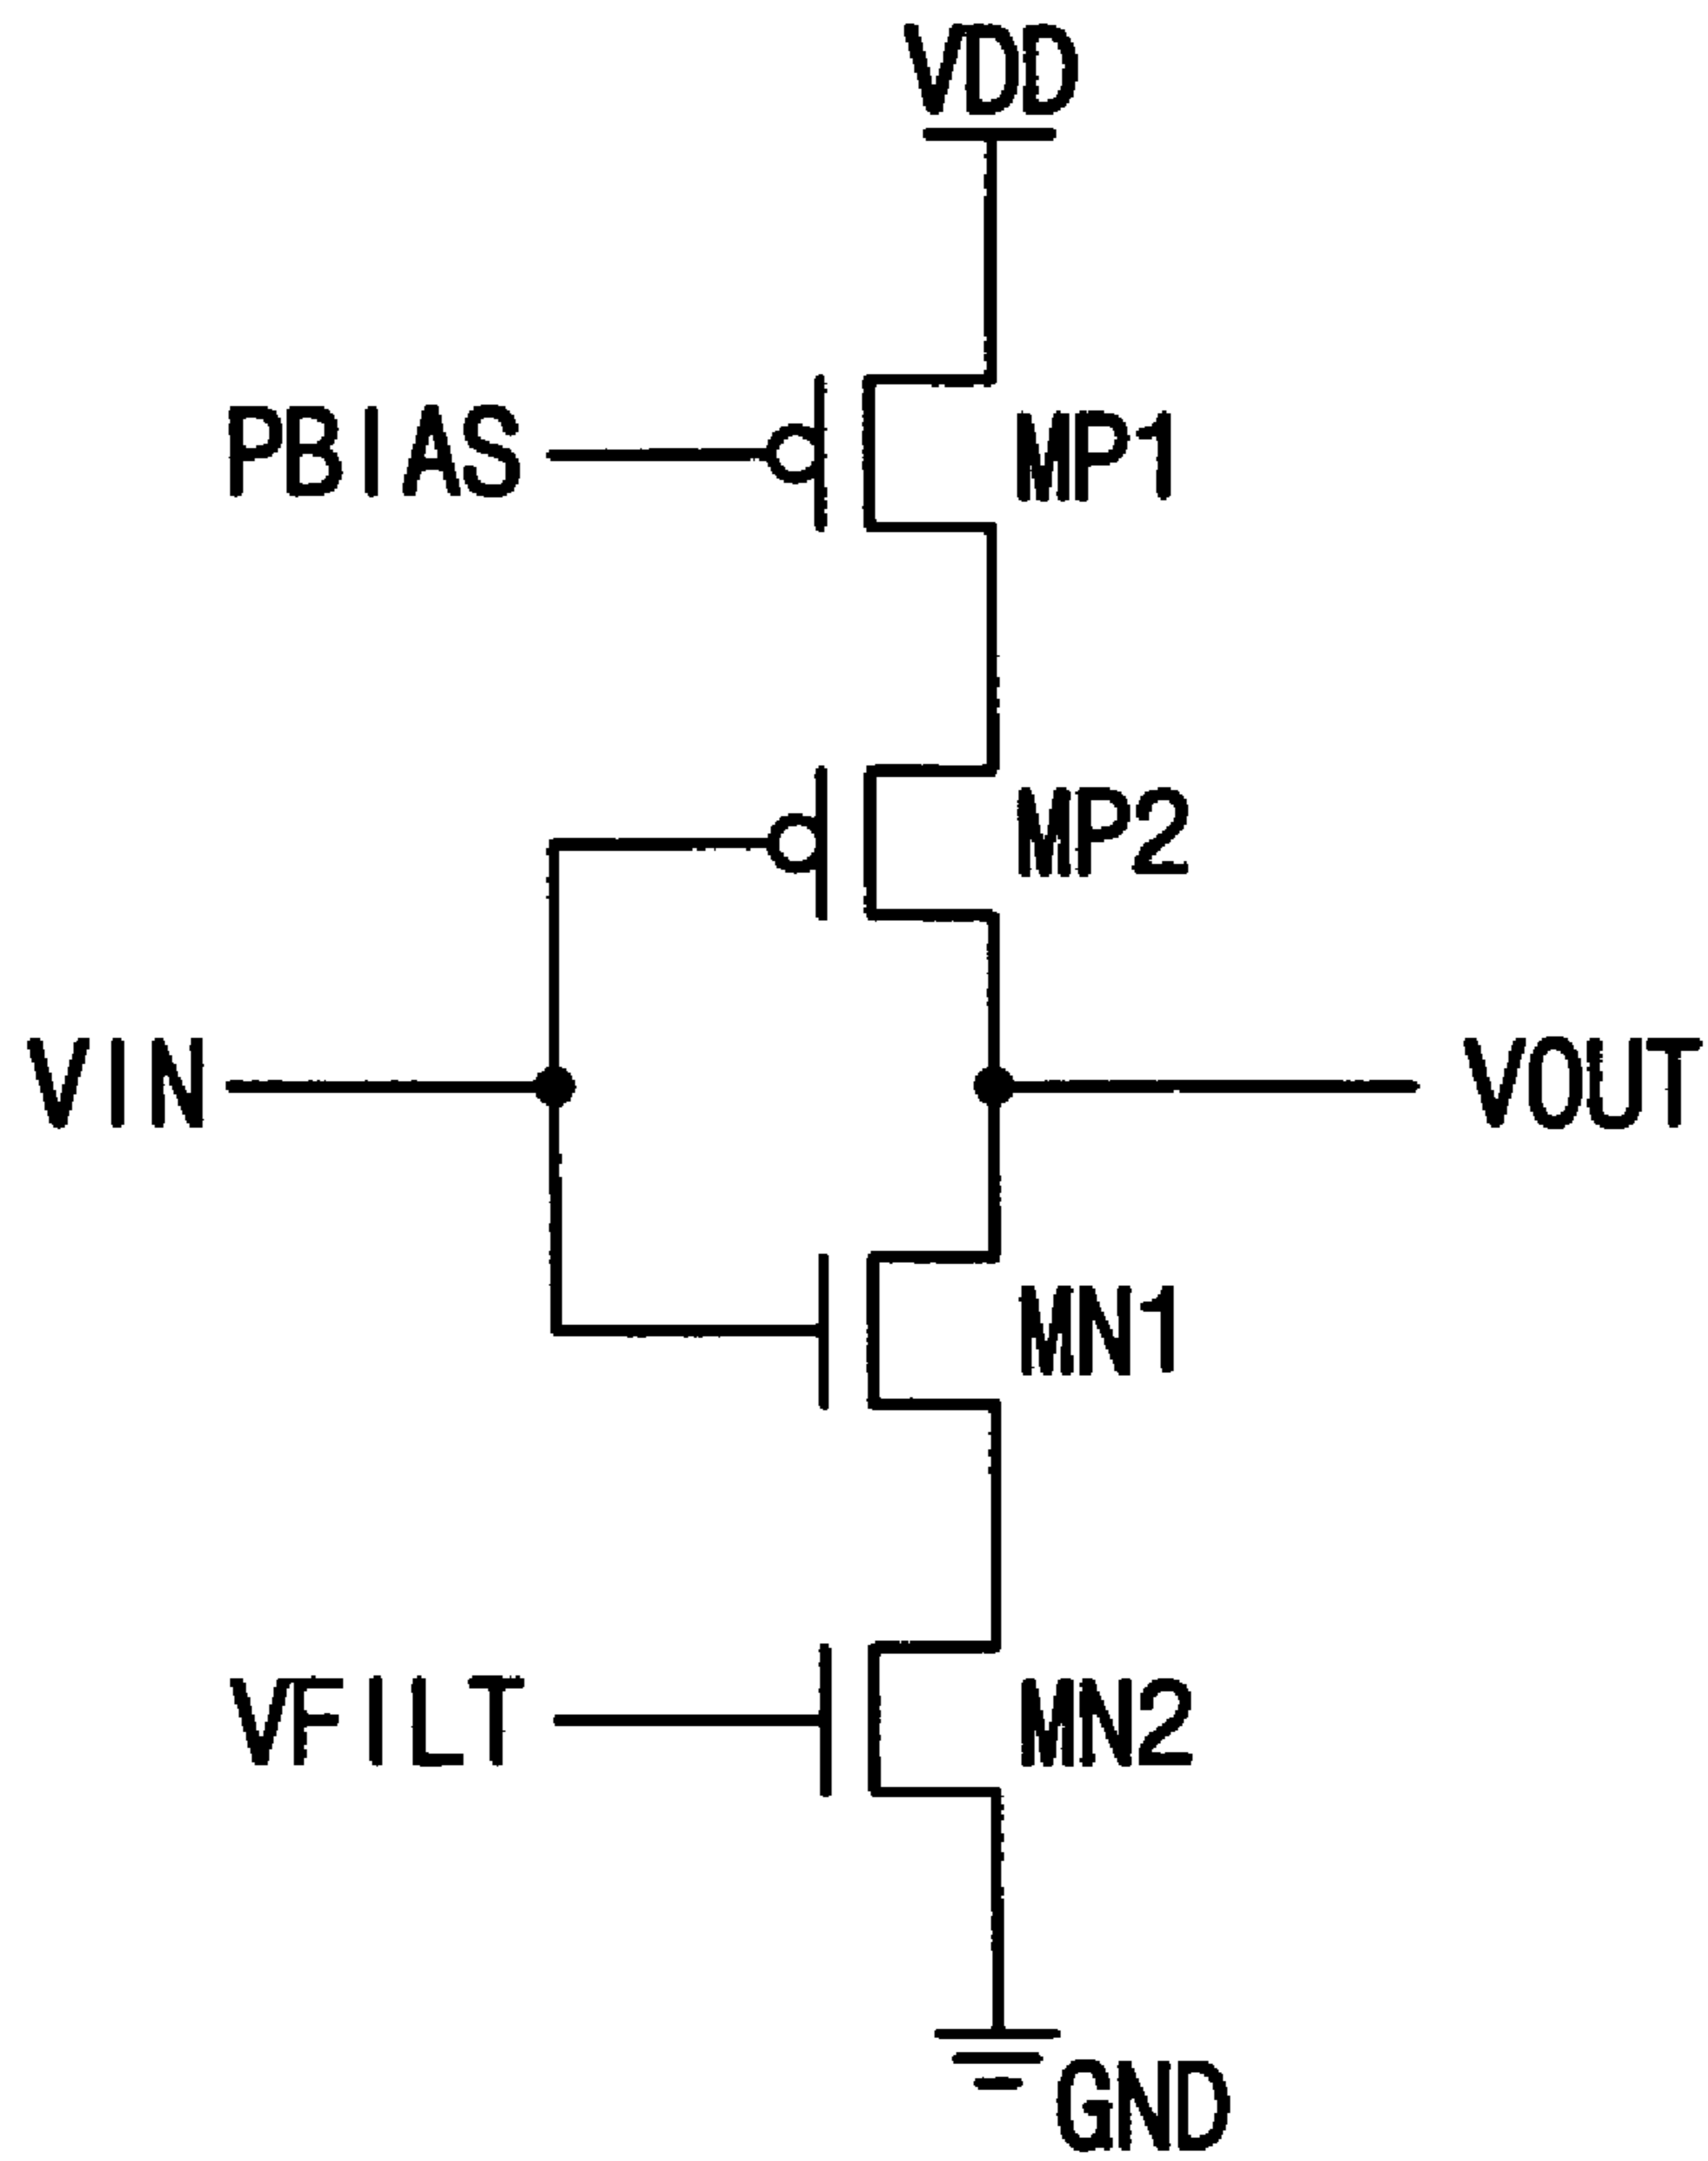 VDD
PBIAS
MP1
MP2
VIN
VOUT
MN1
VFILT
MN2
GND